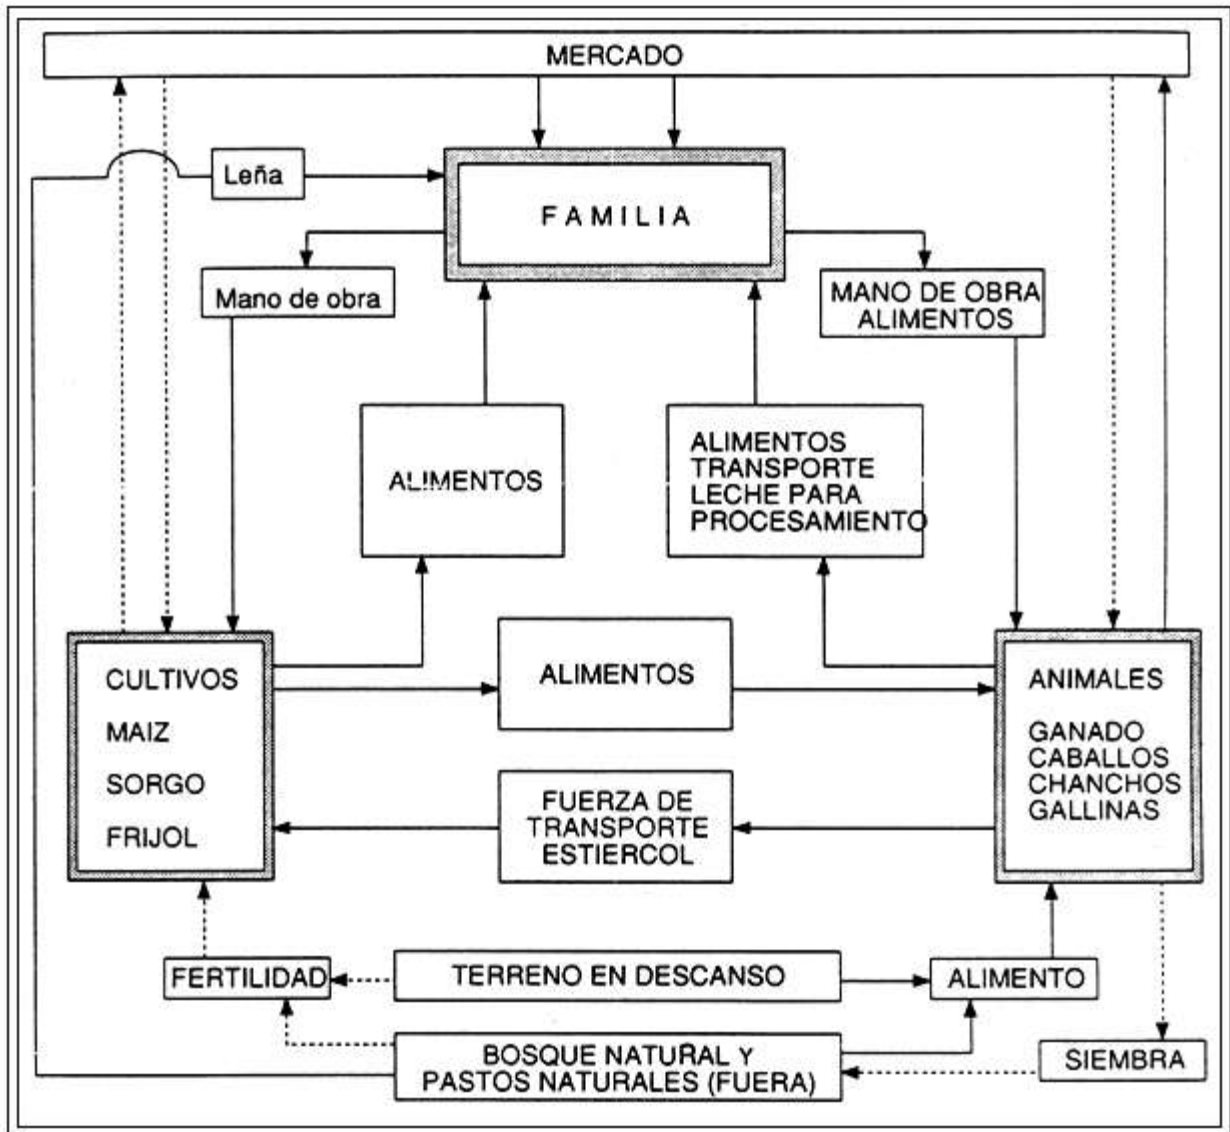 MERCADO
Leña
FAMILIA
Mano de obra
MANO DE OBRA
ALIMENTOS
ALIMENTOS
ALIMENTOS
TRANSPORTE
LECHE PARA
PROCESAMIENTO
CULTIVOS
MAIZ
SORGO
FRIJOL
ALIMENTOS
ANIMALES
GANADO
CABALLOS
CHANCHOS
GALLINAS
FUERZA DE
TRANSPORTE
ESTIERCOL
FERTILIDAD
TERRENO EN DESCANSO
ALIMENTO
BOSQUE NATURAL Y
PASTOS NATURALES (FUERA)
SIEMBRA